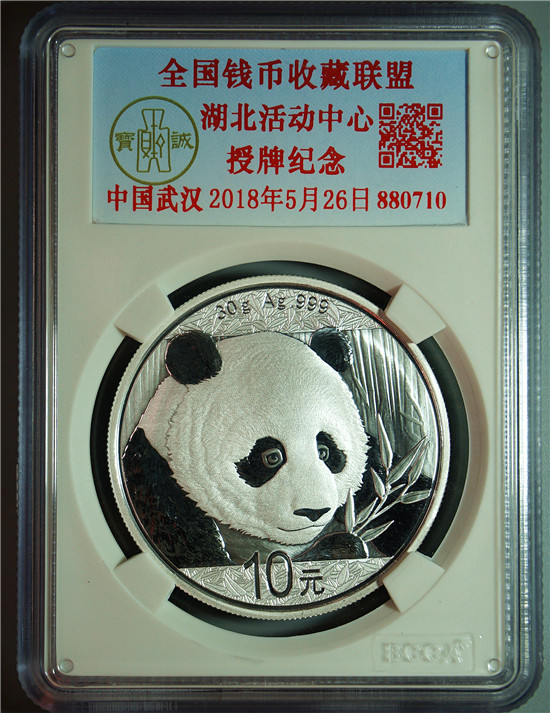 全国钱币收藏联盟
湖北活动中心
寶 誠
授牌纪念
中国武汉 2018年5月26日 880710
30g Ag 999
10元